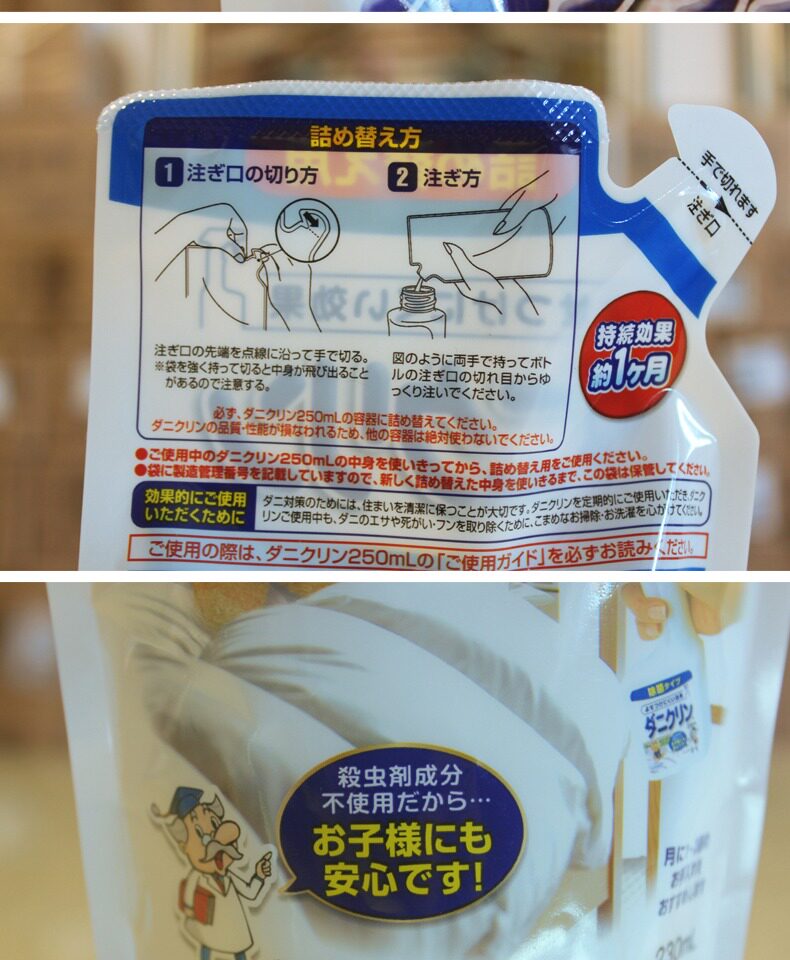 詰め替え方
1 注ぎ口の切り方
2 注ぎ方
手で切れます
注ぎ口
注ぎ口の先端を点線に沿って手で切る。
※袋を強く持って切ると中身が飛び出ること
があるので注意する。
図のように両手で持ってボト
ルの注ぎ口の切れ目からゆ
っくり注いでください。
持続効果
約1ヶ月
必ず、ダニクリン250mLの容器に詰め替えてください。
ダニクリンの品質・性能が損なわれるため、他の容器は絶対使わないでください。
●ご使用中のダニクリン250mLの中身を使いきってから、詰め替え用をご使用ください。
●袋に製造管理番号を記載していますので、新しく詰め替えた中身を使いきるまで、この袋は保管してください。
効果的にご使用
いただくために
ダニ対策のためには、住まいを清潔に保つことが大切です。ダニクリンを定期的にご使用いただき、ダニク
リンご使用中も、ダニのエサや死がい・フンを取り除くために、こまめなお掃除・お洗濯を心がけてください。
ご使用の際は、ダニクリン250mLの「ご使用ガイド」を必ずお読みください。
除菌タイプ
ダニクリン
殺虫剤成分
不使用だから…
お子様にも
安心です!
月に
230mL